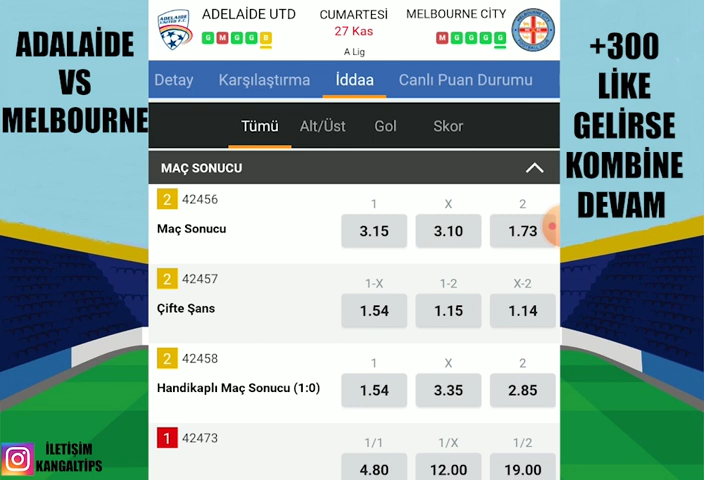 ADALAİDE
VS
MELBOURNE
ADELAİDE UTD
G M G G B
CUMARTESİ
27 Kas
A Lig
MELBOURNE CITY
M G G G G
+300
LİKE
GELİRSE
KOMBİNE
DEVAM
Detay Karşılaştırma İddaa Canlı Puan Durumu
Tümü Alt/Üst Gol Skor
MAÇ SONUCU
2 42456
1 X 2
Maç Sonucu
3.15 3.10 1.73
2 42457
1-X 1-2 X-2
Çifte Şans
1.54 1.15 1.14
2 42458
1 X 2
Handikaplı Maç Sonucu (1:0)
1.54 3.35 2.85
1 42473
1/1 1/X 1/2
4.80 12.00 19.00
İLETİŞİM
KANGALTİPS